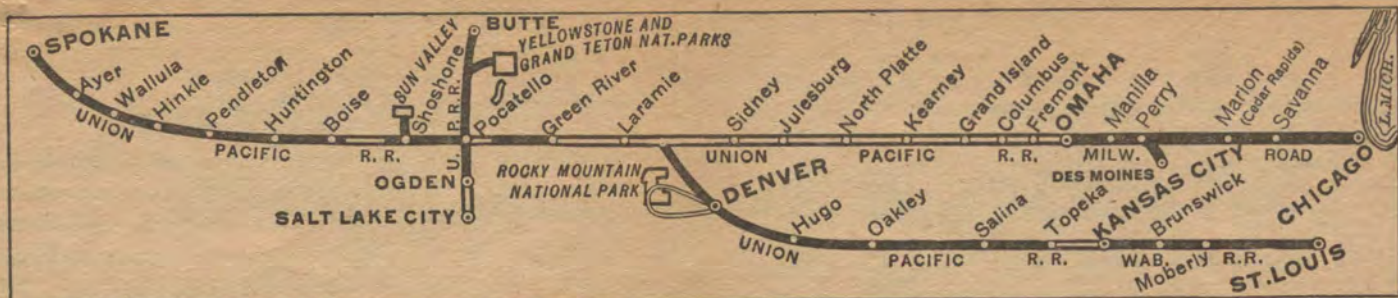 SPOKANE
Ayer
Wallula
Hinkle
Pendleton
Huntington
Boise
SUN VALLEY
Shoshone
BUTTE
YELLOWSTONE AND
GRAND TETON NAT. PARKS
Pocatello
Green River
Laramie
Sidney
Julesburg
North Platte
Kearney
Grand Island
Columbus
Fremont
OMAHA
Manilla
Perry
Marion
(Cedar Rapids)
Savanna
L. MICH.
CHICAGO
UNION
PACIFIC
R. R.
U. P. R. R.
UNION
PACIFIC
R. R.
MILW.
ROAD
DES MOINES
OGDEN
SALT LAKE CITY
ROCKY MOUNTAIN
NATIONAL PARK
DENVER
Hugo
Oakley
Salina
Topeka
KANSAS CITY
Brunswick
Moberly
ST. LOUIS
UNION
PACIFIC
R. R.
WAB.
R.R.